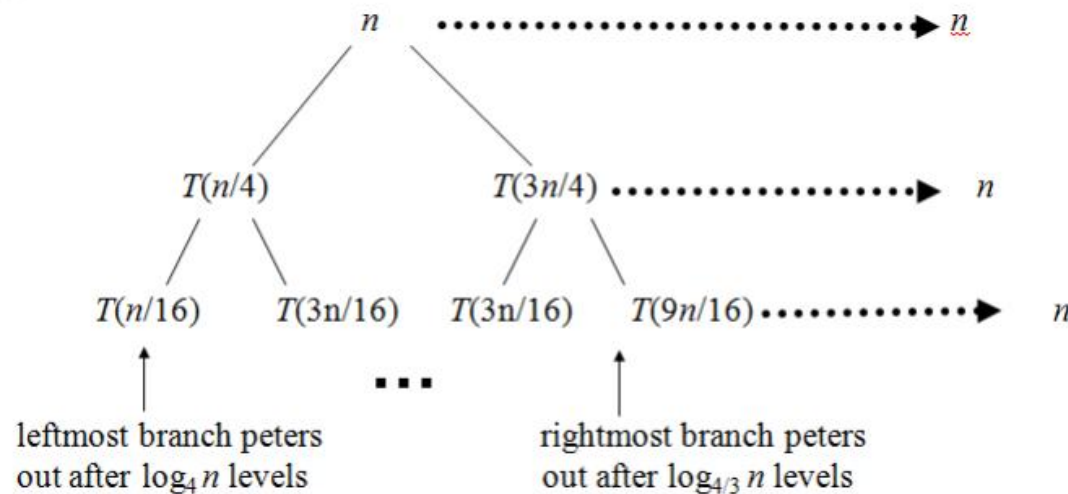 n n
T(n/4) T(3n/4) n
T(n/16) T(3n/16) T(3n/16) T(9n/16) n
leftmost branch peters
out after log₄ n levels
rightmost branch peters
out after log₄/₃ n levels